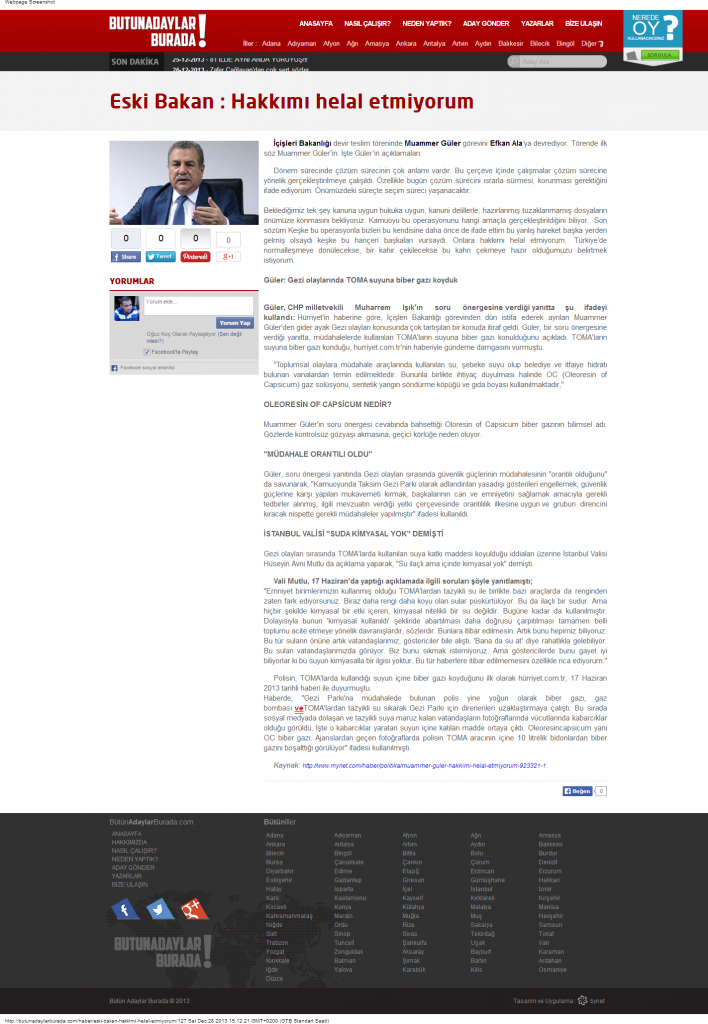 Webpage Screenshot
BUTUNADAYLAR BURADA!
ANASAYFA NASIL ÇALIŞIR? NEDEN YAPTIK? ADAY GÖNDER YAZARLAR BİZE ULAŞIN
İller : Adana Adıyaman Afyon Ağrı Amasya Ankara Antalya Artvin Aydın Balıkesir Bilecik Bingöl Diğer
NEREDE OY KULLANACAKSINIZ ?
SORGULA
SON DAKİKA
25-12-2013 - 81 İLDE 'AYNI ANDA' YÜRÜYÜŞ!!
26-12-2013 - Zafer Çağlayan'dan çok sert sözler
Aday Ara
Eski Bakan : Hakkımı helal etmiyorum
İçişleri Bakanlığı devir teslim töreninde Muammer Güler görevini Efkan Ala'ya devrediyor. Törende ilk
söz Muammer Güler'in. İşte Güler'in açıklamaları:
Dönem sürecinde çözüm sürecinin çok anlamı vardır. Bu çerçeve içinde çalışmalar çözüm sürecine
yönelik gerçekleştirilmeye çalışıldı. Özellikle bugün çözüm sürecini ısrarla sürmesi, korunması gerektiğini
ifade ediyorum. Önümüzdeki süreçte seçim süreci yaşanacaktır.
Beklediğimiz tek şey kanuna uygun hukuka uygun, kanuni delillerle, hazırlanmış tuzaklanmamış dosyaların
önümüze konmasını bekliyoruz. Kamuoyu bu operasyonunu hangi amaçla gerçekleştirildiğini biliyor. Son
sözüm Keşke bu operasyonla bizleri bu kendisine daha önce de ifade ettim bu yanlış hareket başka yerden
gelmiş olsaydı keşke bu hançeri başkaları vursaydı. Onlara hakkımı helal etmiyorum. Türkiye'de
normalleşmeye dönülecekse, bir kahır çekilecekse bu kahrı çekmeye hazır olduğumuzu belirtmek
istiyorum.
0 0 0 0
Share Tweet Pinterest +1
YORUMLAR
Yorum ekle...
Yorum Yap
Oğuz Koç Olarak Paylaşılıyor (Sen değil
misin?)
Facebook'ta Paylaş
Facebook sosyal eklentisi
Güler: Gezi olaylarında TOMA suyuna biber gazı koyduk
Güler, CHP milletvekili Muharrem Işık'ın soru önergesine verdiği yanıtta şu ifadeyi
kullandı: Hürriyet'in haberine göre, İçişleri Bakanlığı görevinden dün istifa ederek ayrılan Muammer
Güler'den gider ayak Gezi olayları konusunda çok tartışılan bir konuda itiraf geldi. Güler, bir soru önergesine
verdiği yanıtta, müdahalelerde kullanılan TOMA'ların suyuna biber gazı konulduğunu açıkladı. TOMA'ların
suyuna biber gazı konduğu, hurriyet.com.tr'nin haberiyle gündeme damgasını vurmuştu.
"Toplumsal olaylara müdahale araçlarında kullanılan su, şebeke suyu olup belediye ve itfaiye hidratı
bulunan vanalardan temin edilmektedir. Bununla birlikte ihtiyaç duyulması halinde OC (Oleoresin of
Capsicum) gaz solüsyonu, sentetik yangın söndürme köpüğü ve gıda boyası kullanılmaktadır,"
OLEORESİN OF CAPSİCUM NEDİR?
Muammer Güler'in soru önergesi cevabında bahsettiği Oloresin of Capsicum biber gazının bilimsel adı.
Gözlerde kontrolsüz gözyaşı akmasına, geçici körlüğe neden oluyor.
"MÜDAHALE ORANTILI OLDU"
Güler, soru önergesi yanıtında Gezi olayları sırasında güvenlik güçlerinin müdahalesinin "orantılı olduğunu"
da savunarak, "Kamuoyunda Taksim Gezi Parkı olarak adlandırılan yasadışı gösterileri engellemek, güvenlik
güçlerine karşı yapılan mukavemeti kırmak, başkalarının can ve emniyetini sağlamak amacıyla gerekli
tedbirler alınmış, ilgili mevzuatın verdiği yetki çerçevesinde orantılılık ilkesine uygun ve grubun direncini
kıracak nispette gerekli müdahaleler yapılmıştır" ifadesi kullanıldı.
İSTANBUL VALİSİ "SUDA KİMYASAL YOK" DEMİŞTİ
Gezi olayları sırasında TOMA'larda kullanılan suya katkı maddesi koyulduğu iddiaları üzerine İstanbul Valisi
Hüseyin Avni Mutlu da açıklama yaparak, "Su ilaçlı ama içinde kimyasal yok" demişti.
Vali Mutlu, 17 Haziran'da yaptığı açıklamada ilgili soruları şöyle yanıtlamıştı;
"Emniyet birimlerimizin kullanmış olduğu TOMA'lardan tazyikli su ile birlikte bazı araçlarda da renginden
zaten fark ediyorsunuz. Biraz daha rengi daha koyu olan sular püskürtülüyor. Bu da ilaçlı bir sudur. Ama
hiçbir şekilde kimyasal bir etki içeren, kimyasal nitelikli bir su değildir. Bugüne kadar da kullanılmıştır.
Dolayısıyla bunun 'kimyasal kullanıldı' şeklinde abartılması daha doğrusu çarpıtılması tamamen belli
toplumu acite etmeye yönelik davranışlardır, sözlerdir. Bunlara itibar edilmesin. Artık bunu hepimiz biliyoruz.
Bu tür suların önüne artık vatandaşlarımız, göstericiler bile alıştı. 'Bana da su at' diye rahatlıkla gelebiliyor.
Bu suları vatandaşlarımızda görüyor. Biz bunu sıkmak istemiyoruz. Ama göstericilerde bunu gayet iyi
biliyorlar ki bu suyun kimyasalla bir ilgisi yoktur. Bu tür haberlere itibar edilmemesini özellikle rica ediyorum."
Polisin, TOMA'larda kullandığı suyun içine biber gazı koyduğunu ilk olarak hürriyet.com.tr, 17 Haziran
2013 tarihli haberi ile duyurmuştu.
Haberde, "Gezi Parkı'na müdahalede bulunan polis yine yoğun olarak biber gazı, gaz
bombası veTOMA'lardan tazyikli su sıkarak Gezi Parkı için direnenleri uzaklaştırmaya çalıştı. Bu sırada
sosyal medyada dolaşan ve tazyikli suya maruz kalan vatandaşların fotoğraflarında vücutlarında kabarcıklar
olduğu görüldü. İşte o kabarcıklar yaratan suyun içine katılan madde ortaya çıktı. Oleoresincapsicum yani
OC biber gazı. Ajanslardan geçen fotoğraflarda polisin TOMA aracının içine 10 litrelik bidonlardan biber
gazını boşalttığı görülüyor" ifadesi kullanılmıştı.
Kaynak: http://www.mynet.com/haber/politika/muammer-guler-hakkimi-helal-etmiyorum-923321-1
Beğen 0
BütünAdaylarBurada.com
ANASAYFA
HAKKIMIZDA
NASIL ÇALIŞIR?
NEDEN YAPTIK?
ADAY GÖNDER
YAZARLAR
BİZE ULAŞIN
BUTUNADAYLAR BURADA!
Bütünİller
Adana Adıyaman Afyon Ağrı Amasya
Ankara Antalya Artvin Aydın Balıkesir
Bilecik Bingöl Bitlis Bolu Burdur
Bursa Çanakkale Çankırı Çorum Denizli
Diyarbakır Edirne Elazığ Erzincan Erzurum
Eskişehir Gaziantep Giresun Gümüşhane Hakkari
Hatay Isparta İçel İstanbul İzmir
Kars Kastamonu Kayseri Kırklareli Kırşehir
Kocaeli Konya Kütahya Malatya Manisa
Kahramanmaraş Mardin Muğla Muş Nevşehir
Niğde Ordu Rize Sakarya Samsun
Siirt Sinop Sivas Tekirdağ Tokat
Trabzon Tunceli Şanlıurfa Uşak Van
Yozgat Zonguldak Aksaray Bayburt Karaman
Kırıkkale Batman Şırnak Bartın Ardahan
Iğdır Yalova Karabük Kilis Osmaniye
Düzce
Bütün Adaylar Burada © 2013
Tasarım ve Uygulama : bynet
http://butunadaylarburada.com/haber/eski-bakan-hakkimi-helal-etmiyorum/127 Sat Dec 28 2013 15:12:21 GMT+0200 (GTB Standart Saati)